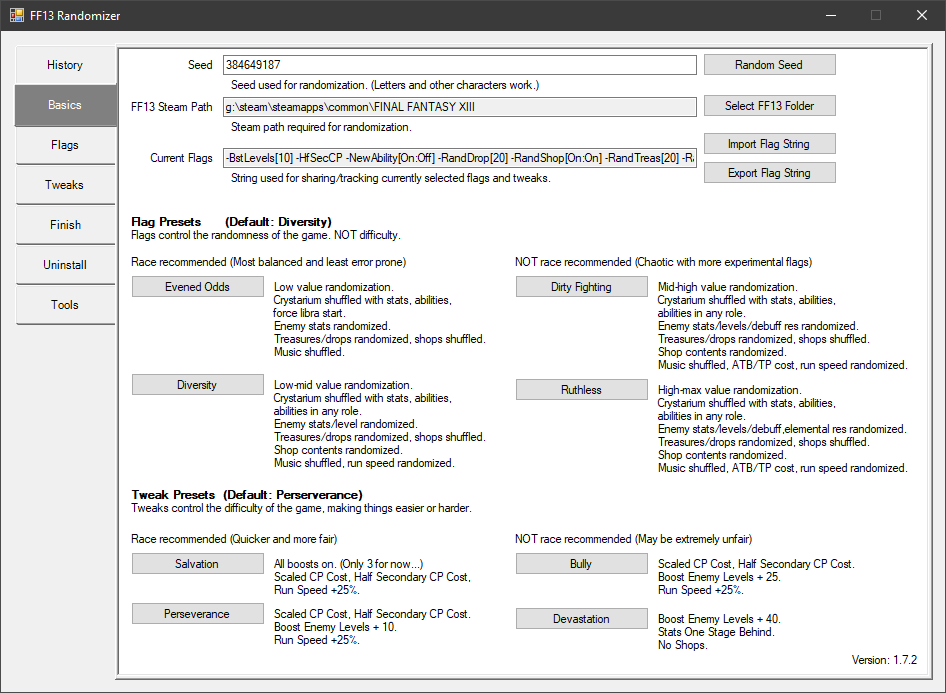 FF13 Randomizer
History
Basics
Flags
Tweaks
Finish
Uninstall
Tools
Seed
384649187
Random Seed
Seed used for randomization. (Letters and other characters work.)
FF13 Steam Path
g:\steam\steamapps\common\FINAL FANTASY XIII
Select FF13 Folder
Steam path required for randomization.
Import Flag String
Current Flags
-BstLevels[10] -HfSecCP -NewAbility[On:Off] -RandDrop[20] -RandShop[On:On] -RandTreas[20] -R
Export Flag String
String used for sharing/tracking currently selected flags and tweaks.
Flag Presets (Default: Diversity)
Flags control the randomness of the game. NOT difficulty.
Race recommended (Most balanced and least error prone)
Evened Odds
Low value randomization.
Crystarium shuffled with stats, abilities,
force libra start.
Enemy stats randomized.
Treasures/drops randomized, shops shuffled.
Music shuffled.
Diversity
Low-mid value randomization.
Crystarium shuffled with stats, abilities,
abilities in any role.
Enemy stats/level randomized.
Treasures/drops randomized, shops shuffled.
Shop contents randomized.
Music shuffled, run speed randomized.
NOT race recommended (Chaotic with more experimental flags)
Dirty Fighting
Mid-high value randomization.
Crystarium shuffled with stats, abilities,
abilities in any role.
Enemy stats/levels/debuff res randomized.
Treasures/drops randomized, shops shuffled.
Shop contents randomized.
Music shuffled, ATB/TP cost, run speed randomized.
Ruthless
High-max value randomization.
Crystarium shuffled with stats, abilities,
abilities in any role.
Enemy stats/levels/debuff,elemental res randomized.
Treasures/drops randomized, shops shuffled.
Shop contents randomized.
Music shuffled, ATB/TP cost, run speed randomized.
Tweak Presets (Default: Perserverance)
Tweaks control the difficulty of the game, making things easier or harder.
Race recommended (Quicker and more fair)
Salvation
All boosts on. (Only 3 for now...)
Scaled CP Cost, Half Secondary CP Cost,
Run Speed +25%.
Perseverance
Scaled CP Cost, Half Secondary CP Cost.
Boost Enemy Levels + 10.
Run Speed +25%.
NOT race recommended (May be extremely unfair)
Bully
Scaled CP Cost, Half Secondary CP Cost.
Boost Enemy Levels + 25.
Run Speed +25%.
Devastation
Boost Enemy Levels + 40.
Stats One Stage Behind.
No Shops.
Version: 1.7.2